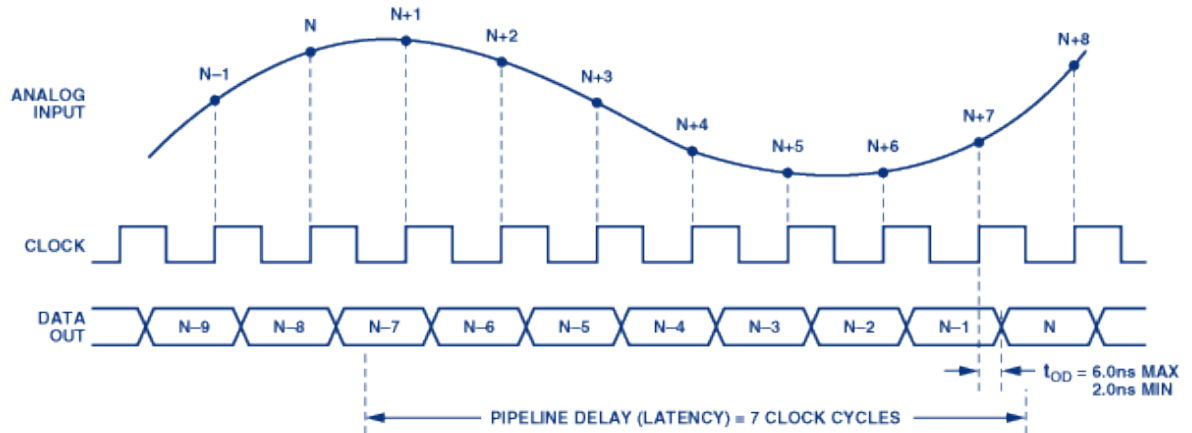 N+1
N
N+2
N+8
N–1
ANALOG
INPUT
N+3
N+7
N+4
N+5
N+6
CLOCK
DATA
OUT
N–9
N–8
N–7
N–6
N–5
N–4
N–3
N–2
N–1
N
tOD = 6.0ns MAX
2.0ns MIN
PIPELINE DELAY (LATENCY) = 7 CLOCK CYCLES